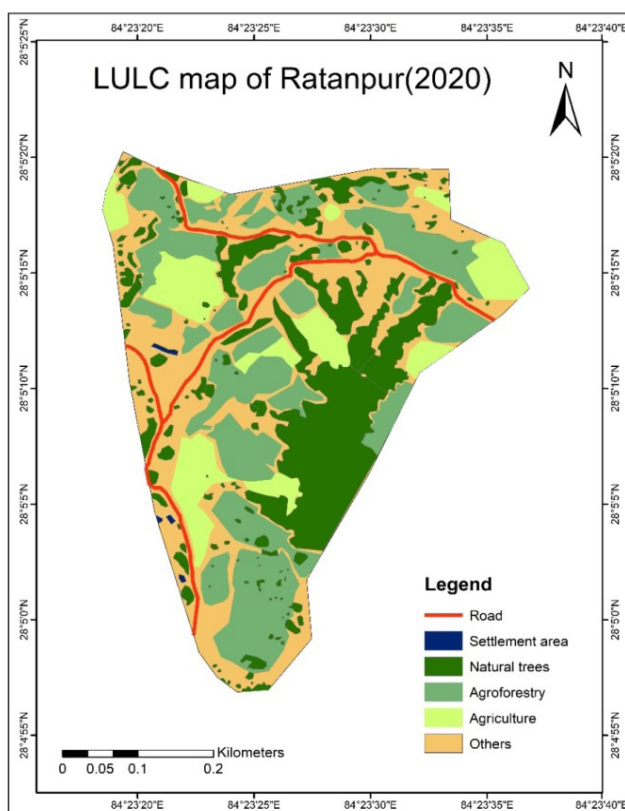 84°23'20"E 84°23'25"E 84°23'30"E 84°23'35"E 84°23'40"E
LULC map of Ratanpur(2020)
N
28°5'25"N
28°5'20"N
28°5'15"N
28°5'10"N
28°5'5"N
28°5'0"N
28°4'55"N
28°5'25"N
28°5'20"N
28°5'15"N
28°5'10"N
28°5'5"N
28°5'0"N
28°4'55"N
Legend
Road
Settlement area
Natural trees
Agroforestry
Agriculture
Others
Kilometers
0 0.05 0.1 0.2
84°23'20"E 84°23'25"E 84°23'30"E 84°23'35"E 84°23'40"E